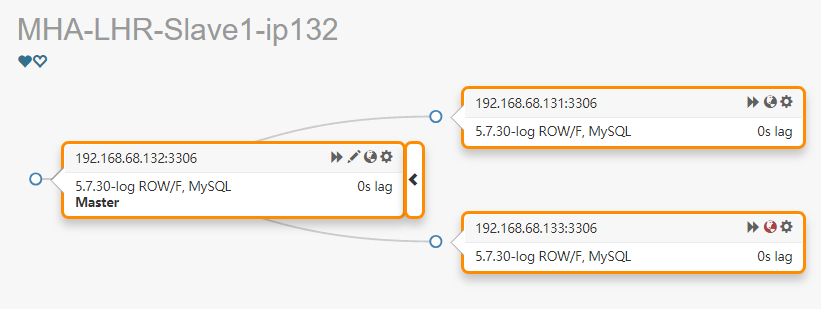 MHA-LHR-Slave1-ip132
192.168.68.131:3306
5.7.30-log ROW/F, MySQL 0s lag
192.168.68.132:3306
5.7.30-log ROW/F, MySQL 0s lag
Master
192.168.68.133:3306
5.7.30-log ROW/F, MySQL 0s lag